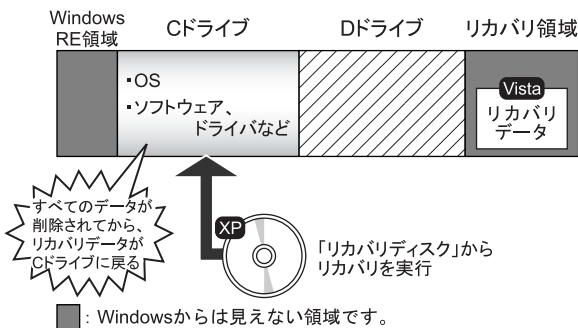 Windows
RE領域
Cドライブ
Dドライブ
リカバリ領域
・OS
・ソフトウェア、
ドライバなど
Vista
リカバリ
データ
すべてのデータが
削除されてから、
リカバリデータが
Cドライブに戻る
XP
「リカバリディスク」から
リカバリを実行
：Windowsからは見えない領域です。